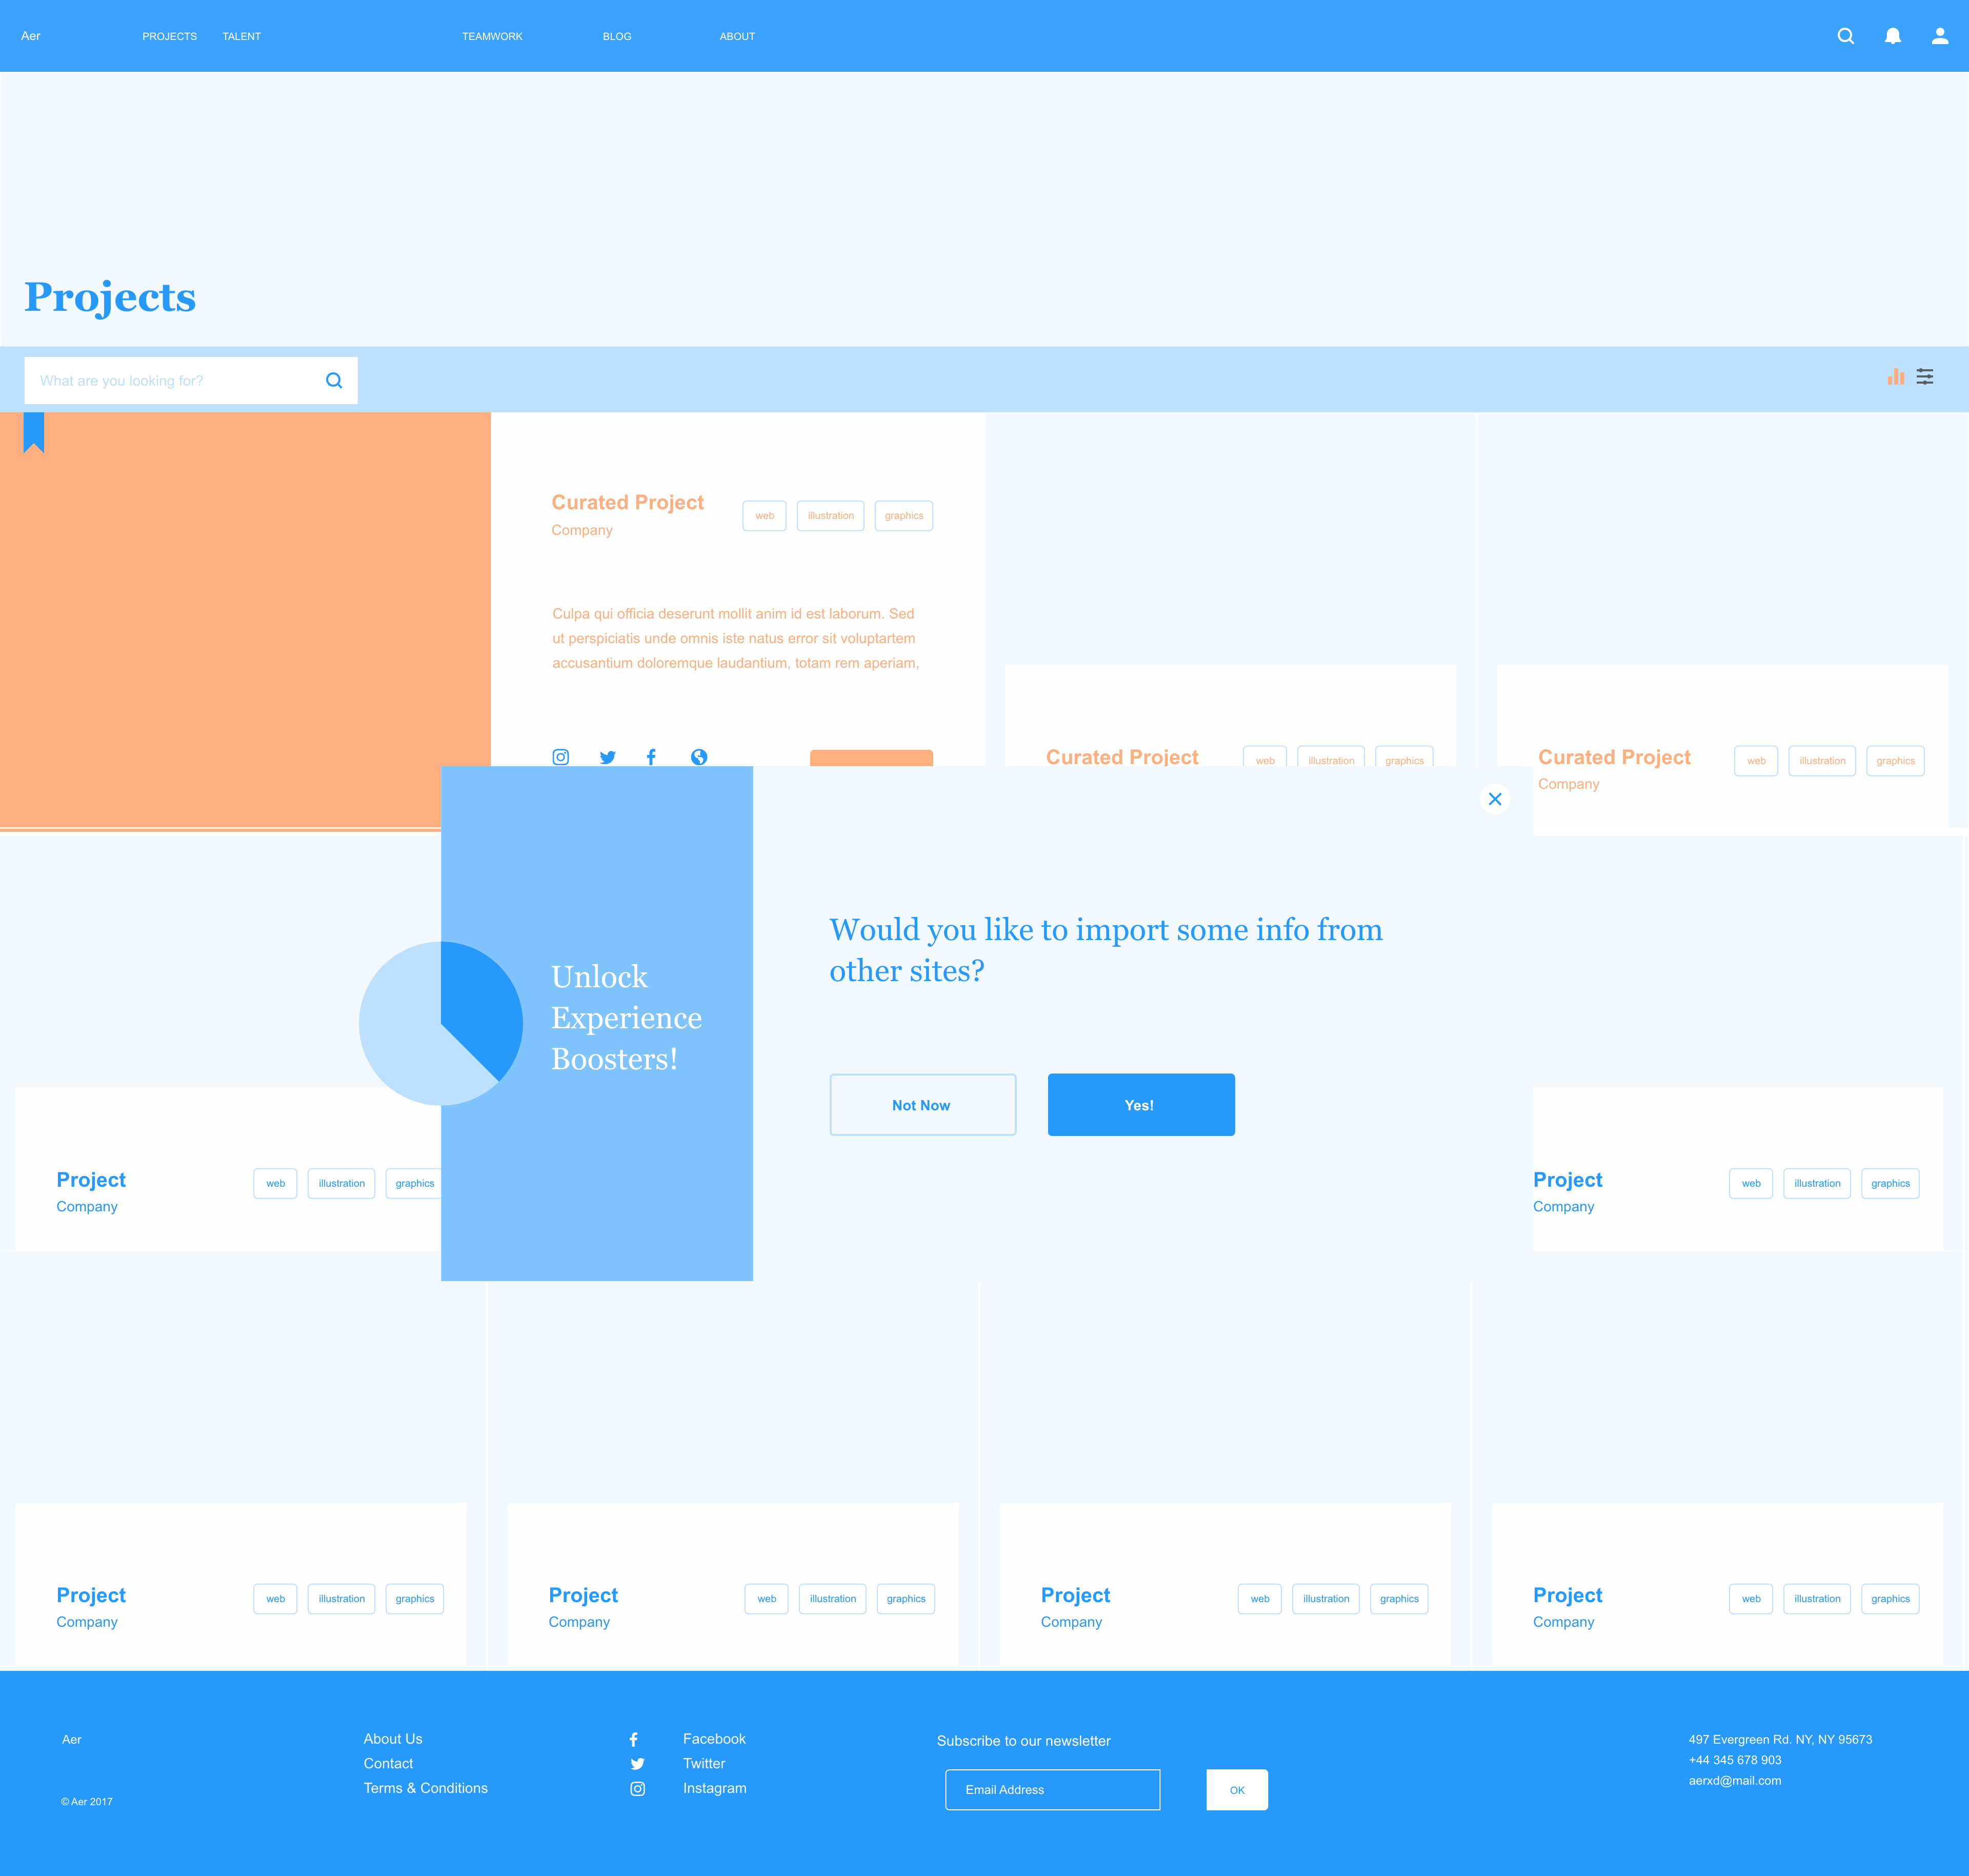 Aer
PROJECTS
TALENT
TEAMWORK
BLOG
ABOUT
Projects
What are you looking for?
Curated Project
Company
web
illustration
graphics
Culpa qui officia deserunt mollit anim id est laborum. Sed
ut perspiciatis unde omnis iste natus error sit voluptartem
accusantium doloremque laudantium, totam rem aperiam,
Curated Project
web
illustration
graphics
Curated Project
Company
web
illustration
graphics
Unlock
Experience
Boosters!
Would you like to import some info from
other sites?
Not Now
Yes!
Project
Company
web
illustration
graphics
Project
Company
web
illustration
graphics
Project
Company
web
illustration
graphics
Project
Company
web
illustration
graphics
Project
Company
web
illustration
graphics
Project
Company
web
illustration
graphics
Aer
© Aer 2017
About Us
Contact
Terms & Conditions
Facebook
Twitter
Instagram
Subscribe to our newsletter
Email Address
OK
497 Evergreen Rd. NY, NY 95673
+44 345 678 903
aerxd@mail.com